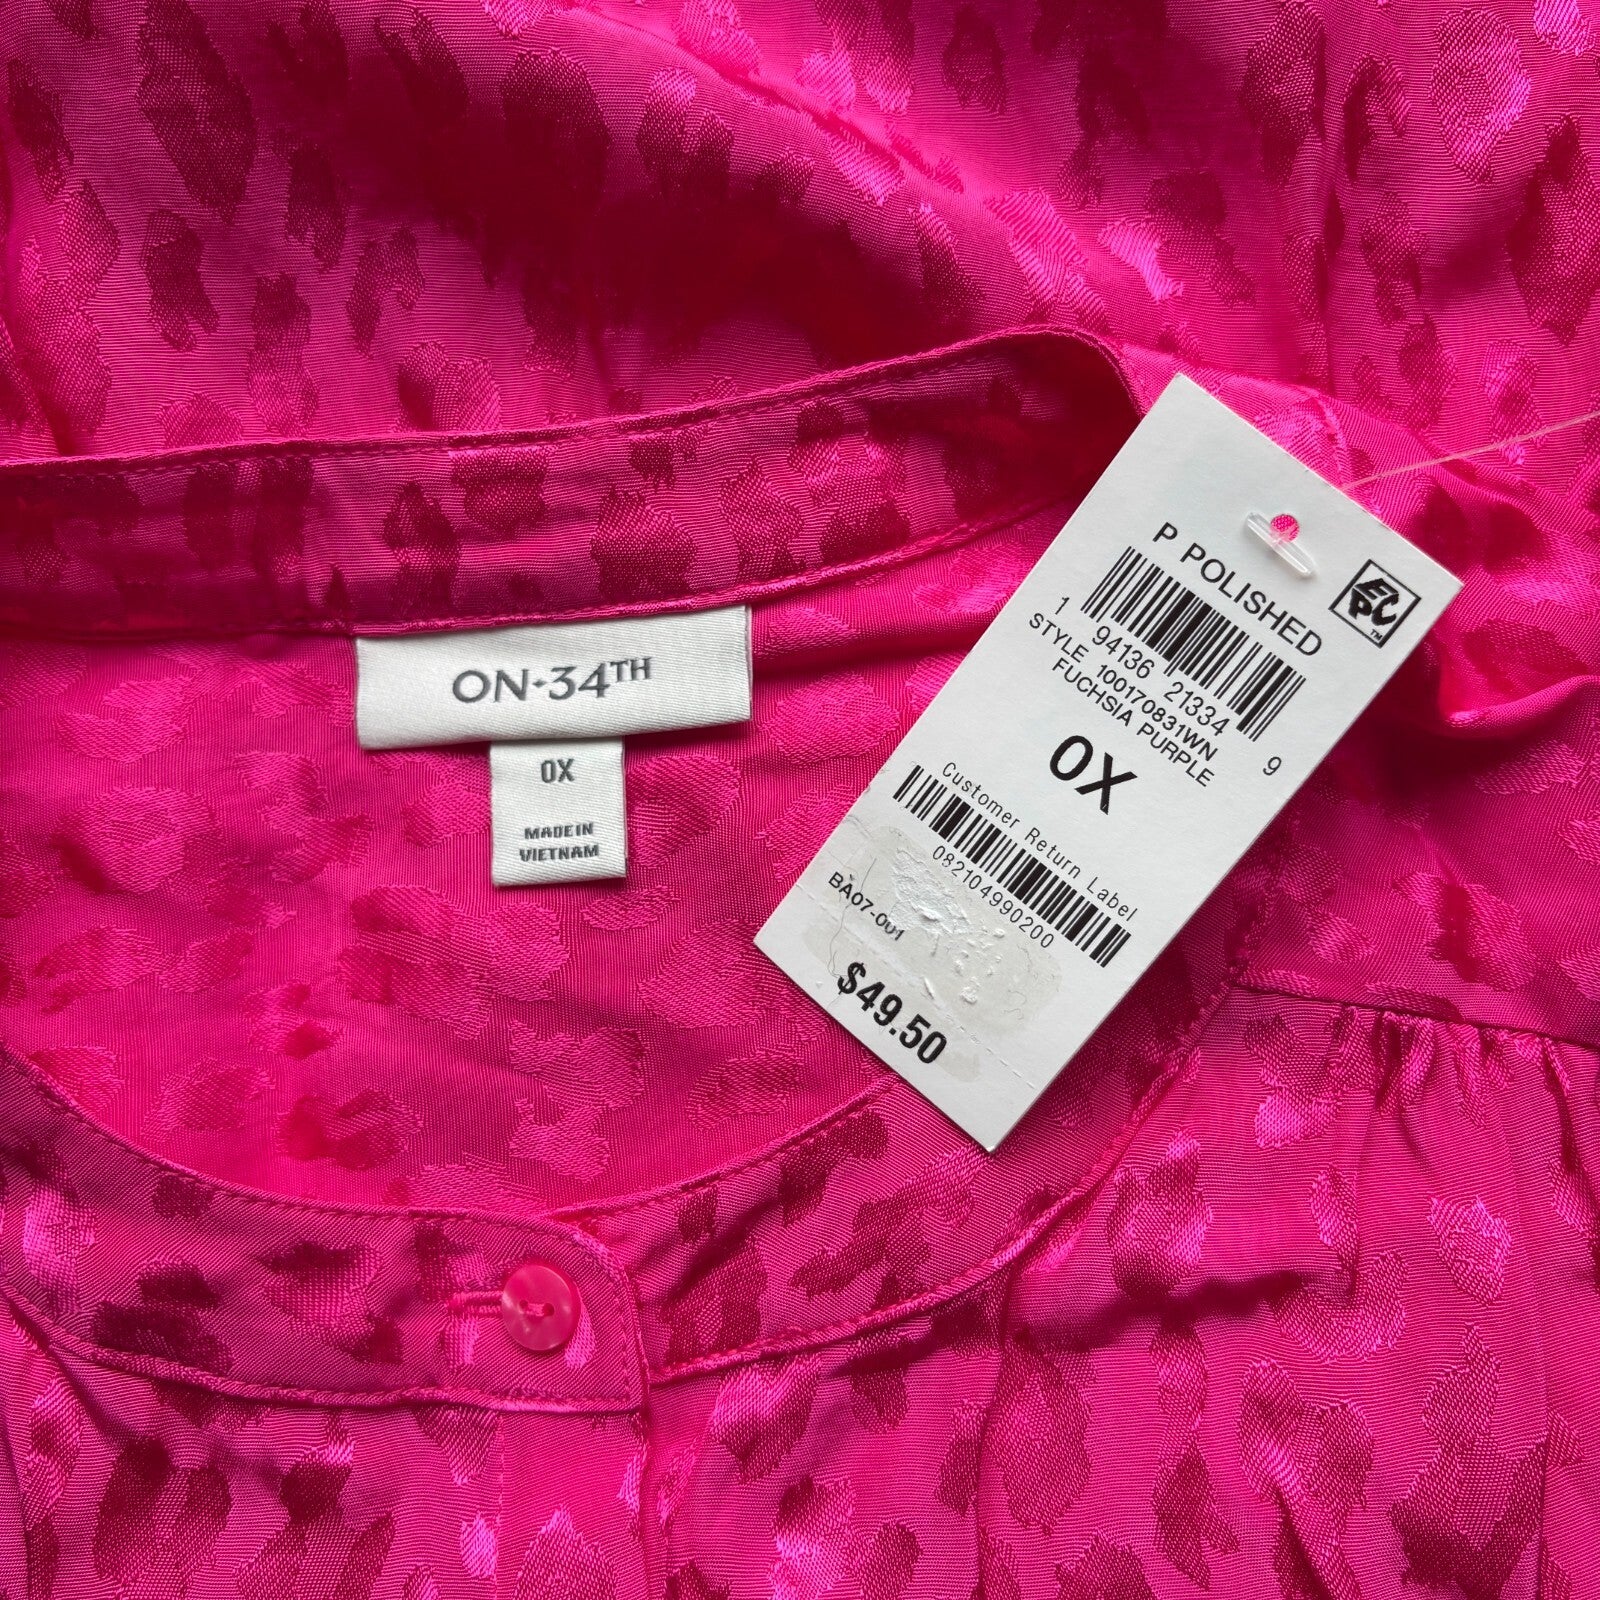 ON•34TH
0X
MADE IN
VIETNAM
P POLISHED
EPC™
1 94136 21334 9
STYLE 100170831WN
FUCHSIA PURPLE
0X
Customer Return Label
082104990200
BA07-001
$49.50